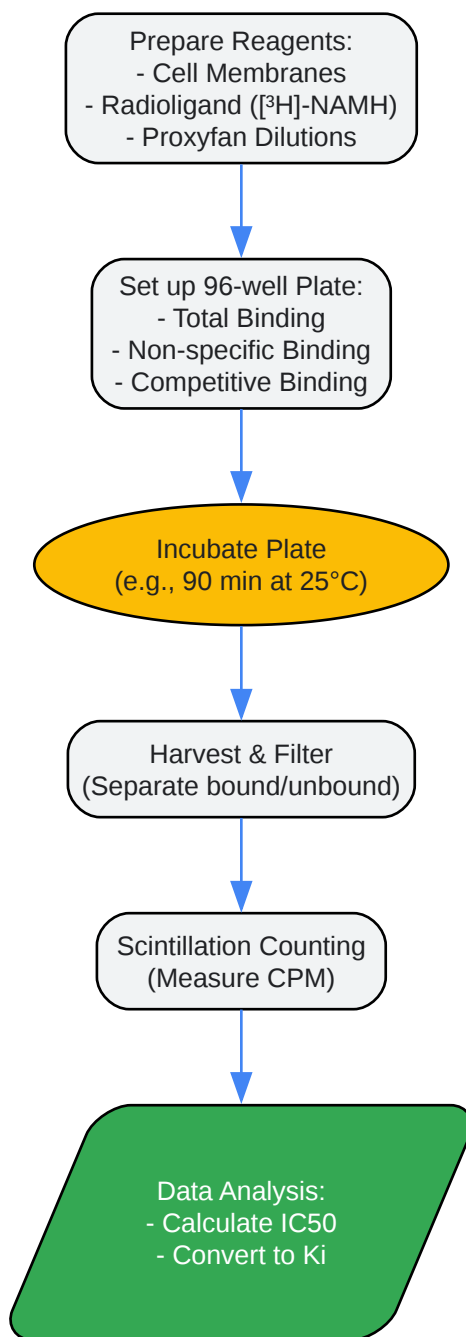 Prepare Reagents:
- Cell Membranes
- Radioligand ([³H]-NAMH)
- Proxyfan Dilutions
Set up 96-well Plate:
- Total Binding
- Non-specific Binding
- Competitive Binding
Incubate Plate
(e.g., 90 min at 25°C)
Harvest & Filter
(Separate bound/unbound)
Scintillation Counting
(Measure CPM)
Data Analysis:
- Calculate IC50
- Convert to Ki